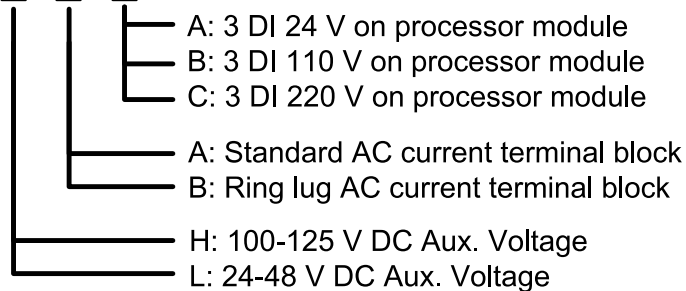 A: 3 DI 24 V on processor module
B: 3 DI 110 V on processor module
C: 3 DI 220 V on processor module
A: Standard AC current terminal block
B: Ring lug AC current terminal block
H: 100-125 V DC Aux. Voltage
L: 24-48 V DC Aux. Voltage